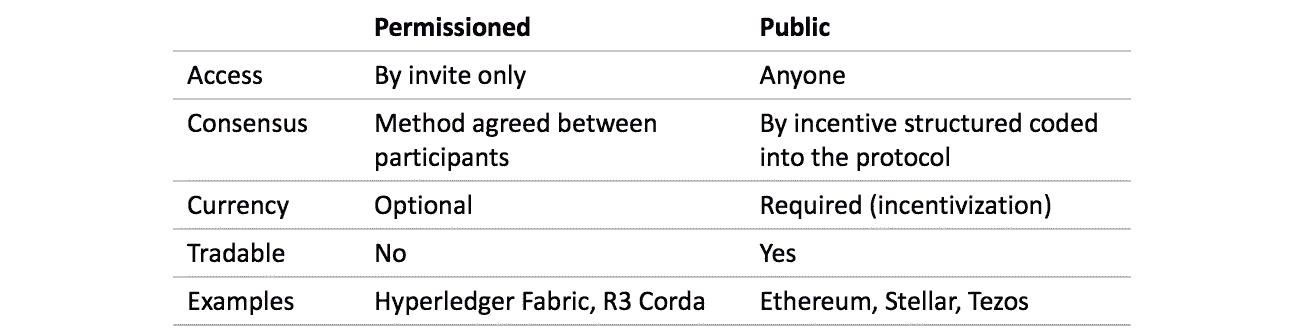 Permissioned Public
Access By invite only Anyone
Consensus Method agreed between By incentive structured coded
participants into the protocol
Currency Optional Required (incentivization)
Tradable No Yes
Examples Hyperledger Fabric, R3 Corda Ethereum, Stellar, Tezos